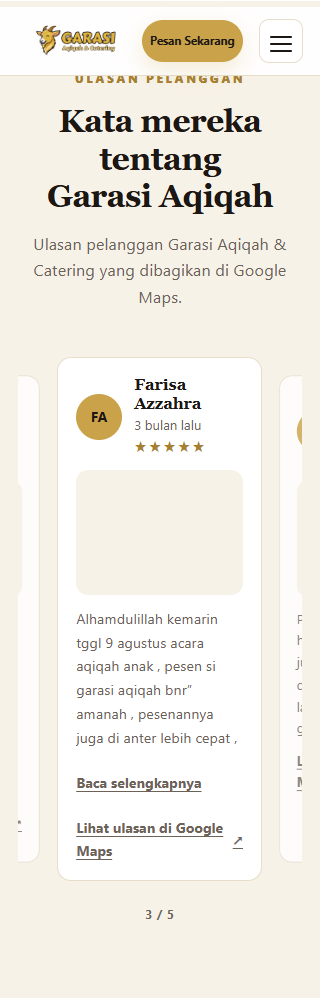 GARASI
Aqiqah & Catering
Pesan Sekarang
ULASAN PELANGGAN
Kata mereka
tentang
Garasi Aqiqah
Ulasan pelanggan Garasi Aqiqah &
Catering yang dibagikan di Google
Maps.
FA
Farisa
Azzahra
3 bulan lalu
★★★★★
Alhamdulillah kemarin
tggl 9 agustus acara
aqiqah anak , pesen si
garasi aqiqah bnr”
amanah , pesenannya
juga di anter lebih cepat ,
Baca selengkapnya
Lihat ulasan di Google
Maps ↗
3 / 5